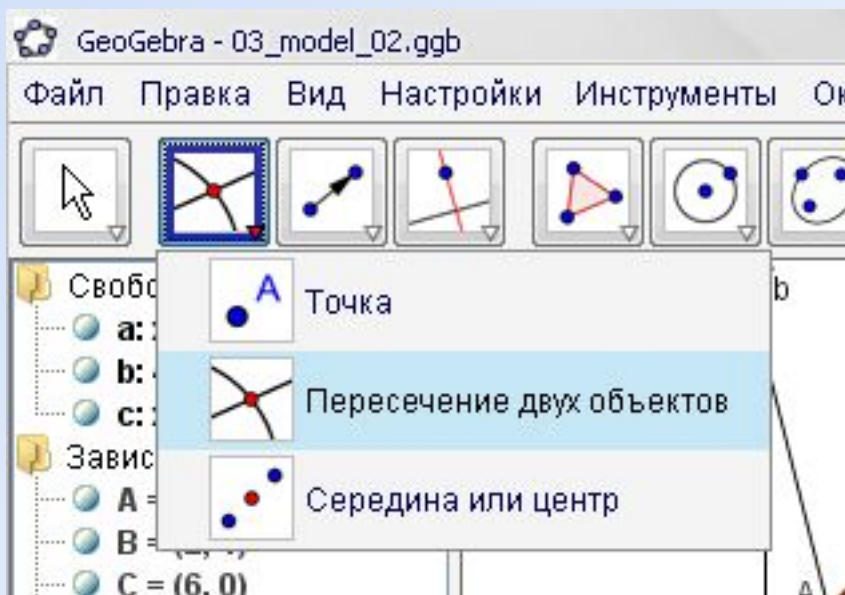 GeoGebra - 03_model_02.ggb
Файл Правка Вид Настройки Инструменты
A Точка
Пересечение двух объектов
Середина или центр
b
a:
b:
c:
A =
B =
C = (6, 0)
A